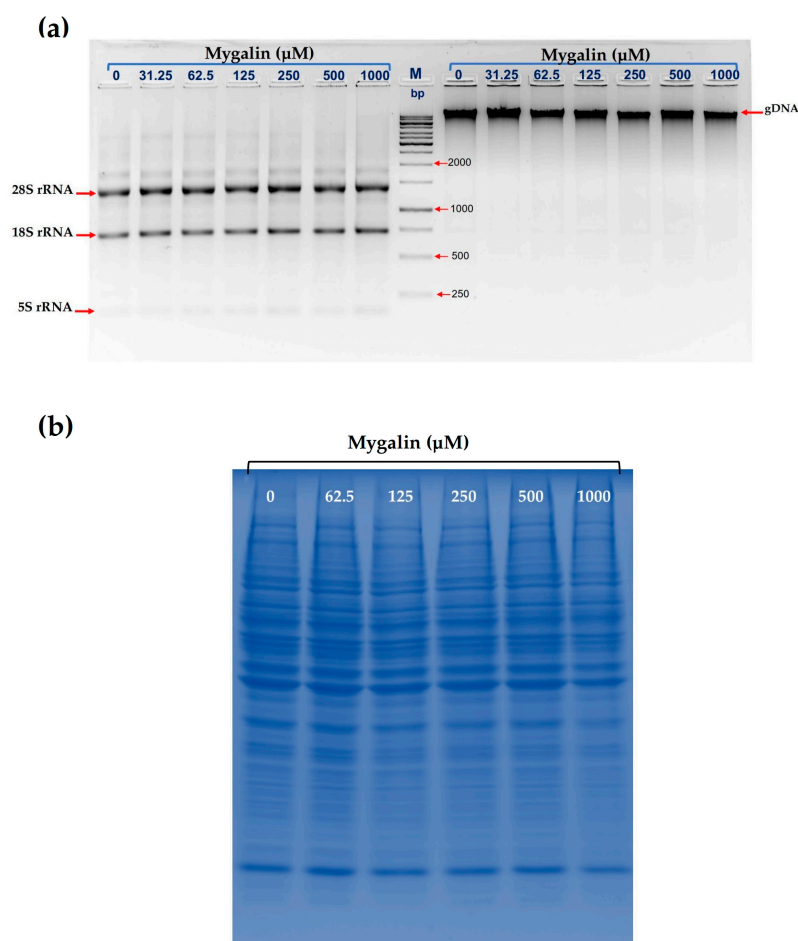 (a)
Mygalin (µM)
0 31.25 62.5 125 250 500 1000
M
bp
Mygalin (µM)
0 31.25 62.5 125 250 500 1000
gDNA
2000
28S rRNA
1000
18S rRNA
500
250
5S rRNA
(b)
Mygalin (µM)
0 62.5 125 250 500 1000